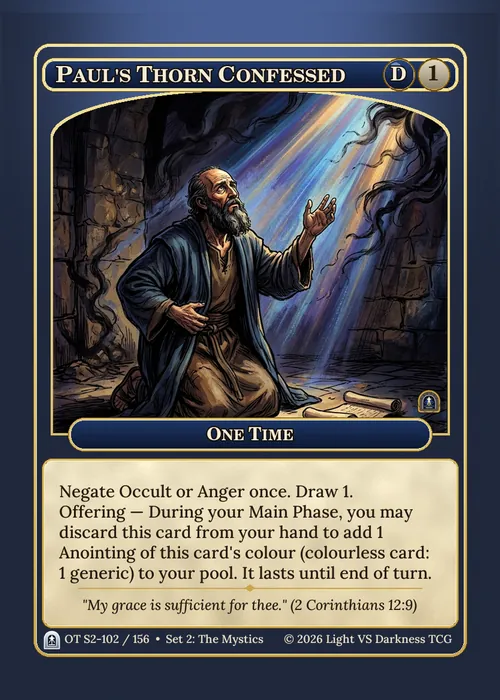 PAUL'S THORN CONFESSED D 1
ONE TIME
Negate Occult or Anger once. Draw 1.
Offering — During your Main Phase, you may
discard this card from your hand to add 1
Anointing of this card's colour (colourless card:
1 generic) to your pool. It lasts until end of turn.
"My grace is sufficient for thee." (2 Corinthians 12:9)
OT S2-102 / 156 • Set 2: The Mystics © 2026 Light VS Darkness TCG